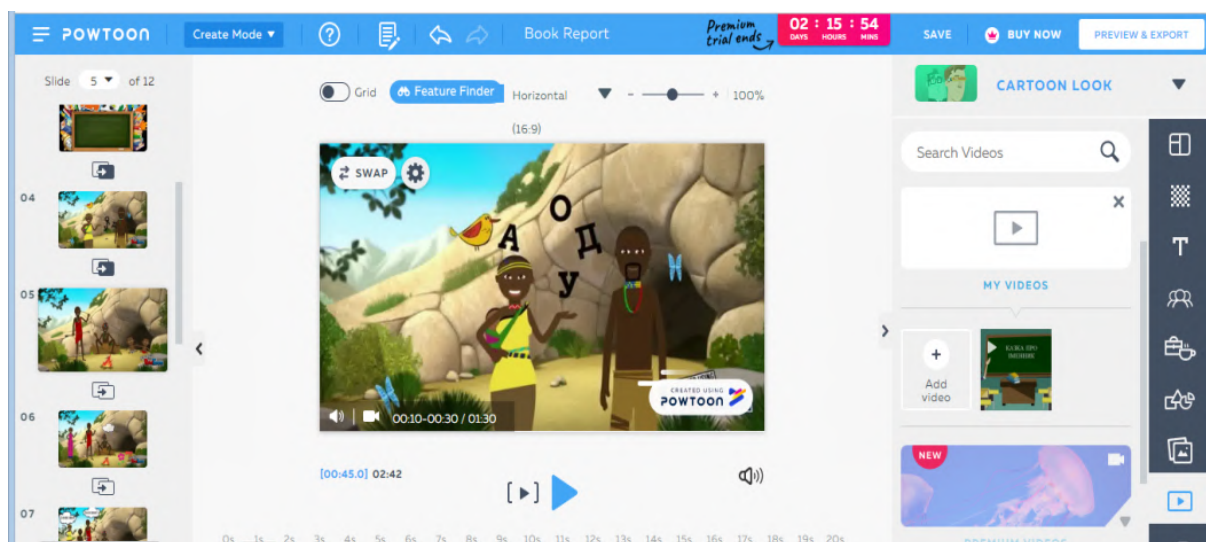 POWTOON
Create Mode ▼
?
Book Report
Premium trial ends
02 : 15 : 54
DAYS HOURS MINS
SAVE
BUY NOW
PREVIEW & EXPORT
Slide 5 ▼ of 12
04
05
06
07
Grid
Feature Finder
Horizontal
(16:9)
- + 100%
SWAP
А
О
Д
У
CREATED USING
POWTOON
00:10-00:30 / 01:30
[00:45.0] 02:42
0s 1s 2s 3s 4s 5s 6s 7s 8s 9s 10s 11s 12s 13s 14s 15s 16s 17s 18s 19s 20s
CARTOON LOOK
Search Videos
MY VIDEOS
Add
video
КАЗКА ПРО
NEW
PREMIUM VIDEOS
T